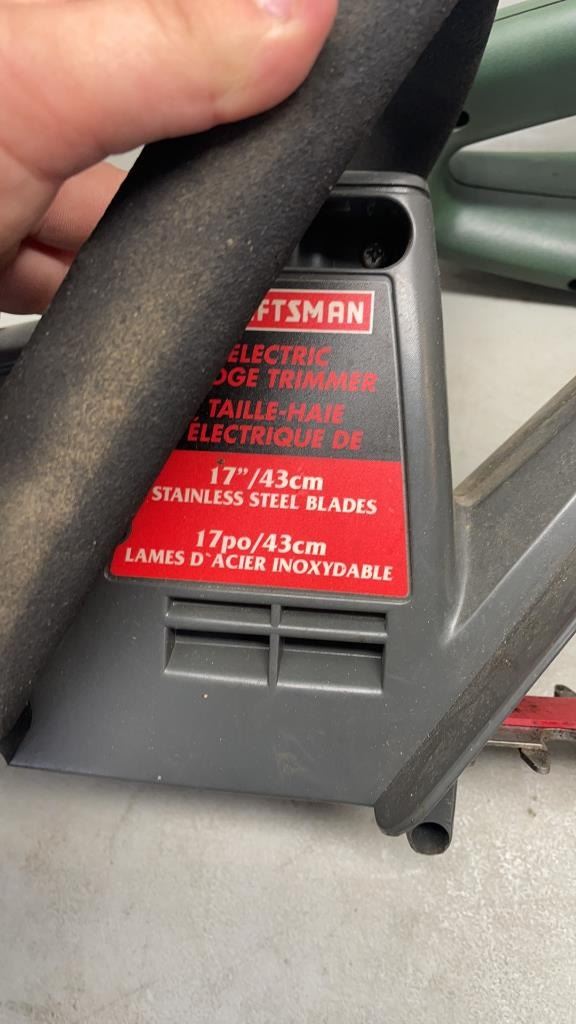 FTSMAN
ELECTRIC
DGE TRIMMER
TAILLE-HAIE
ÉLECTRIQUE DE
17”/43cm
STAINLESS STEEL BLADES
17po/43cm
LAMES D`ACIER INOXYDABLE